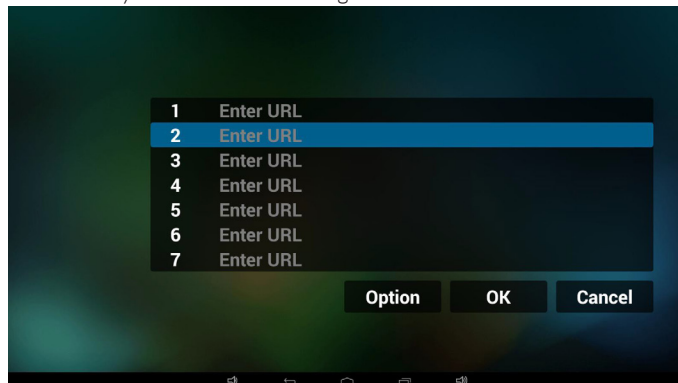 1 Enter URL
2 Enter URL
3 Enter URL
4 Enter URL
5 Enter URL
6 Enter URL
7 Enter URL
Option OK Cancel